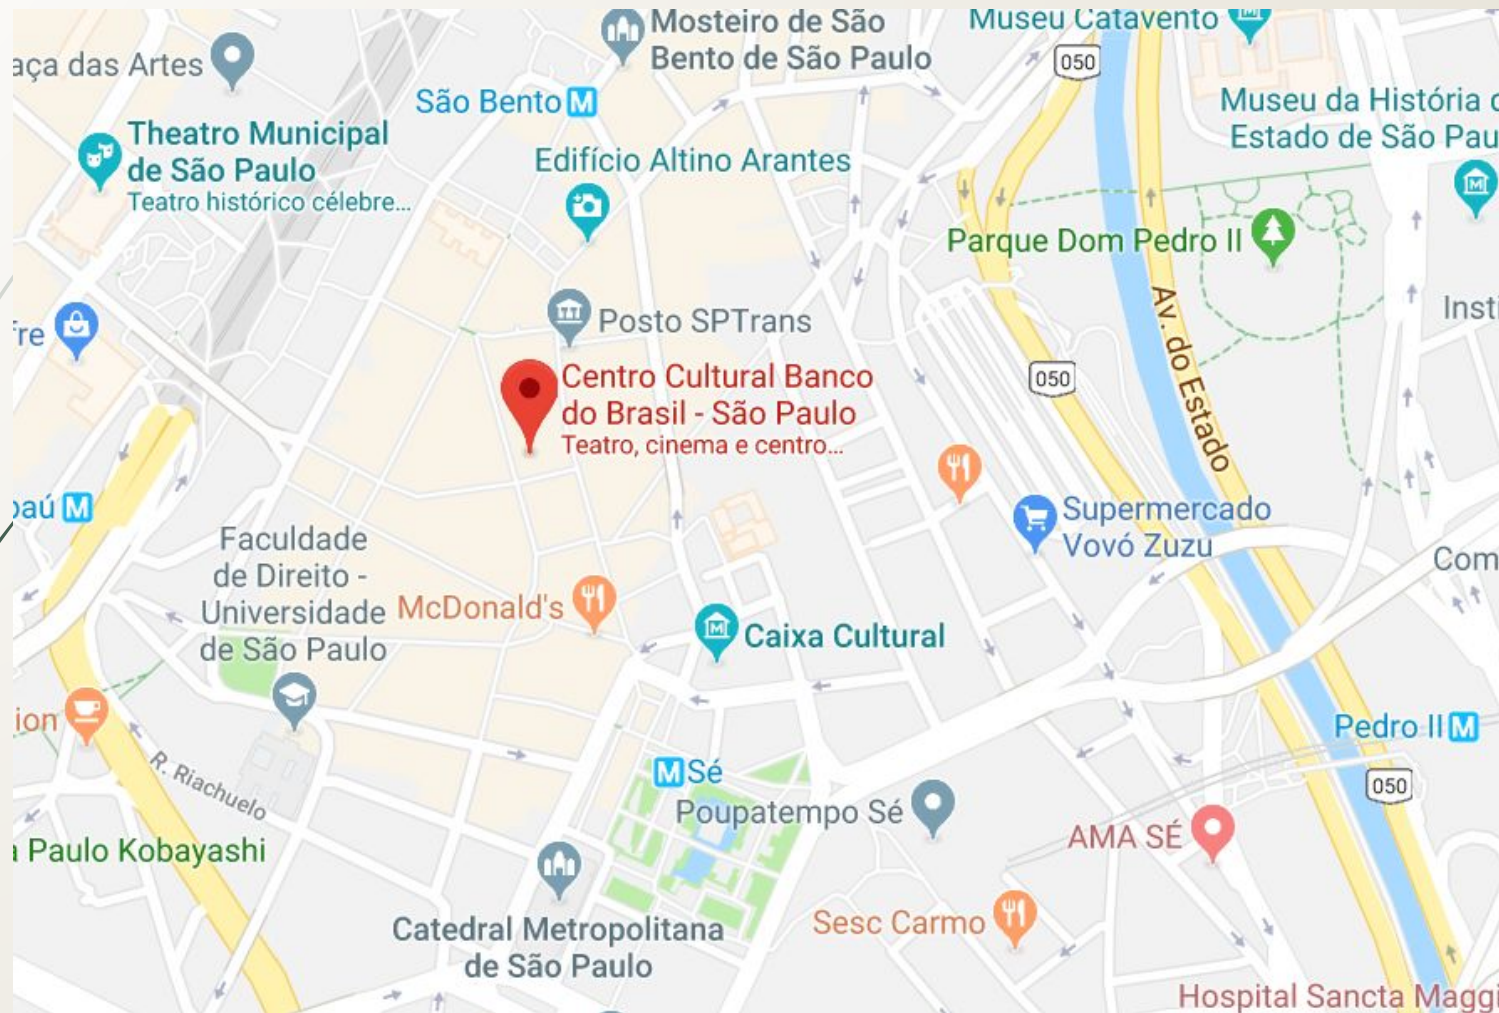 Mosteiro de São
Bento de São Paulo
Museu Catavento
050
aça das Artes
São Bento M
Museu da História
Estado de São Pau
Theatro Municipal
de São Paulo
Teatro histórico célebre...
Edifício Altino Arantes
M
M
Parque Dom Pedro II
Posto SPTrans
Insti
fre
Centro Cultural Banco
do Brasil - São Paulo
Teatro, cinema e centro...
050
Av. do Estado
baú M
Supermercado
Vovó Zuzu
Faculdade
de Direito -
Universidade
de São Paulo
McDonald's
Com
M
Caixa Cultural
ion
Pedro II M
M Sé
R. Riachuelo
050
Poupatempo Sé
AMA SÉ
Paulo Kobayashi
Catedral Metropolitana
de São Paulo
Sesc Carmo
Hospital Sancta Maggi